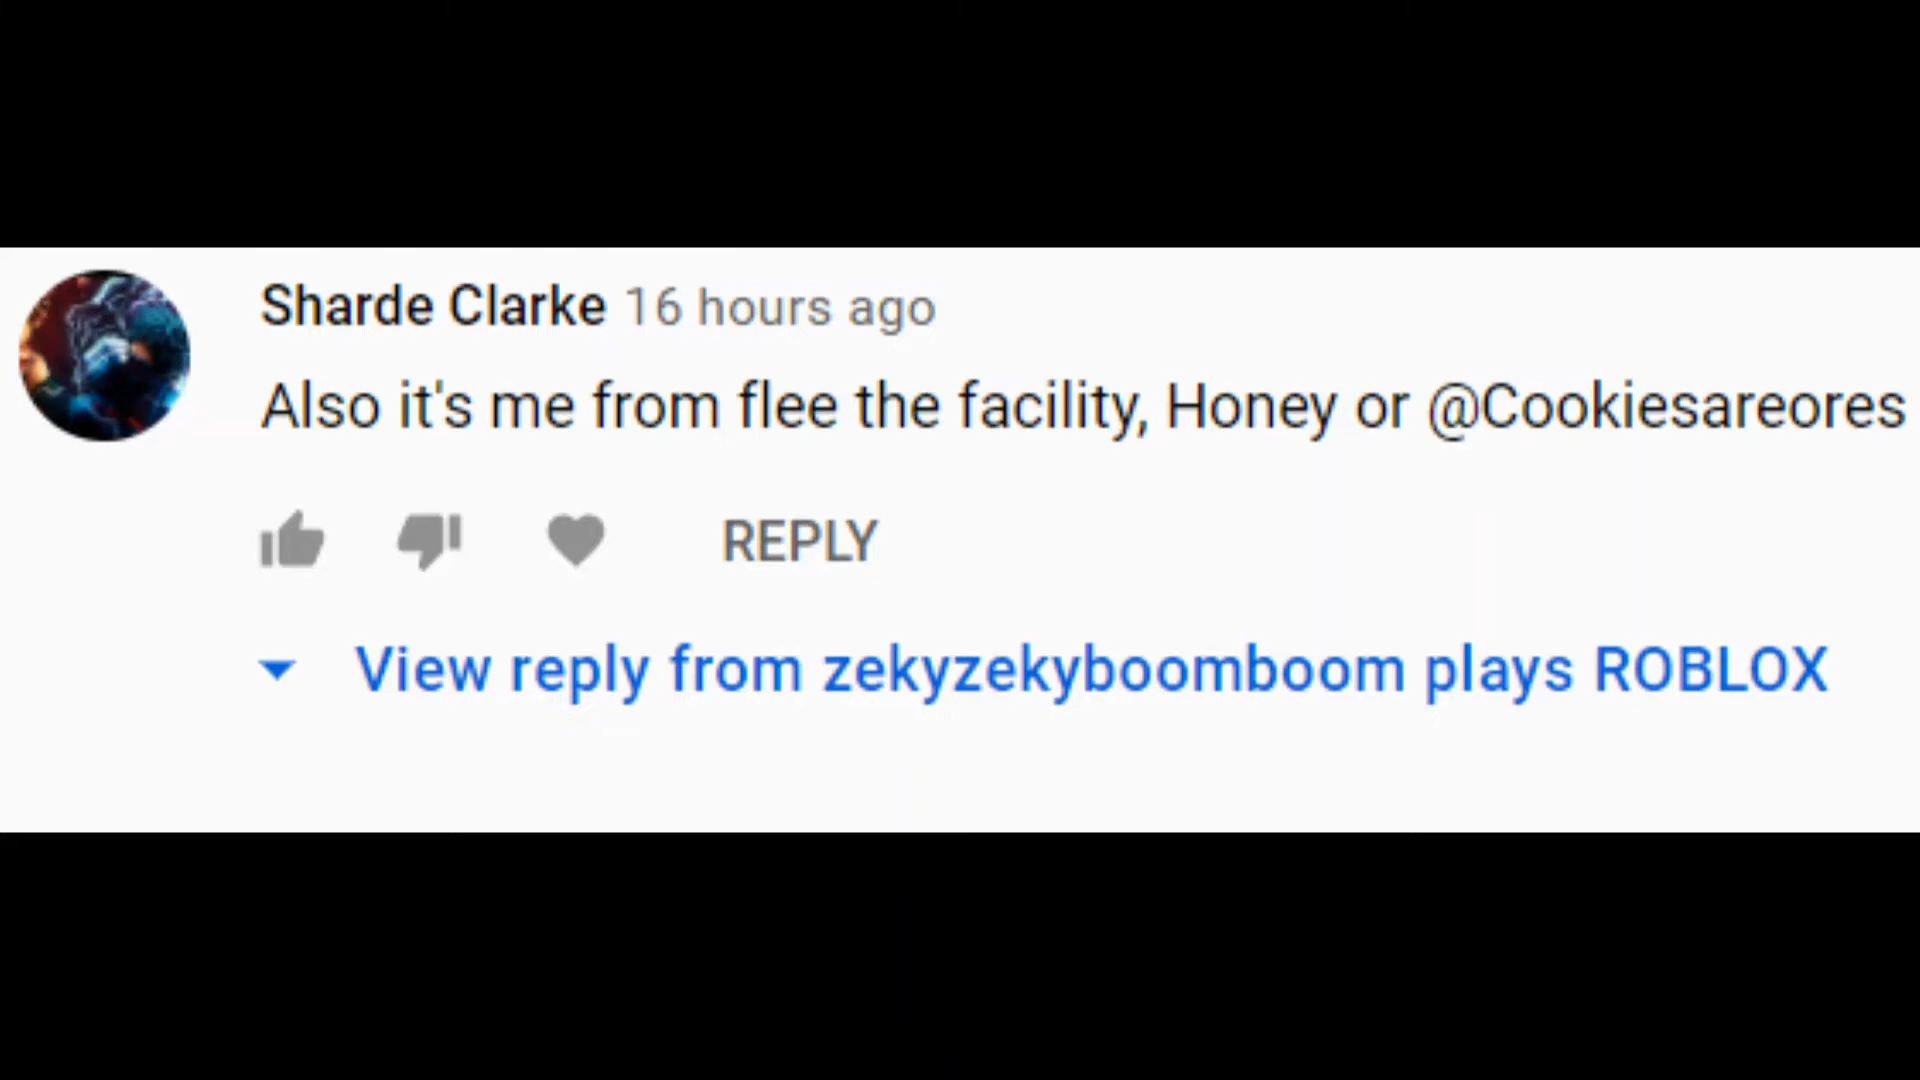 Sharde Clarke 16 hours ago
Also it's me from flee the facility, Honey or @Cookiesareores
REPLY
View reply from zekyzekyboomboom plays ROBLOX